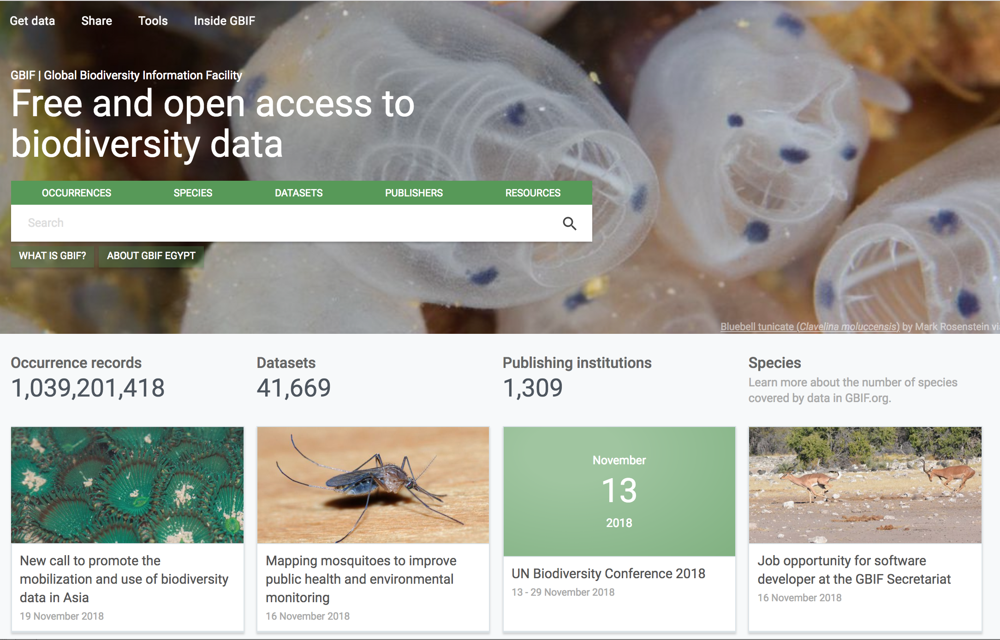 Get data Share Tools Inside GBIF
GBIF | Global Biodiversity Information Facility
Free and open access to
biodiversity data
OCCURRENCES SPECIES DATASETS PUBLISHERS RESOURCES
Search
WHAT IS GBIF? ABOUT GBIF EGYPT
Bluebell tunicate (Clavelina moluccensis) by Mark Rosenstein
Occurrence records
1,039,201,418
Datasets
41,669
Publishing institutions
1,309
Species
Learn more about the number of species
covered by data in GBIF.org.
New call to promote the
mobilization and use of biodiversity
data in Asia
19 November 2018
Mapping mosquitoes to improve
public health and environmental
monitoring
16 November 2018
November
13
2018
UN Biodiversity Conference 2018
13 - 29 November 2018
Job opportunity for software
developer at the GBIF Secretariat
16 November 2018